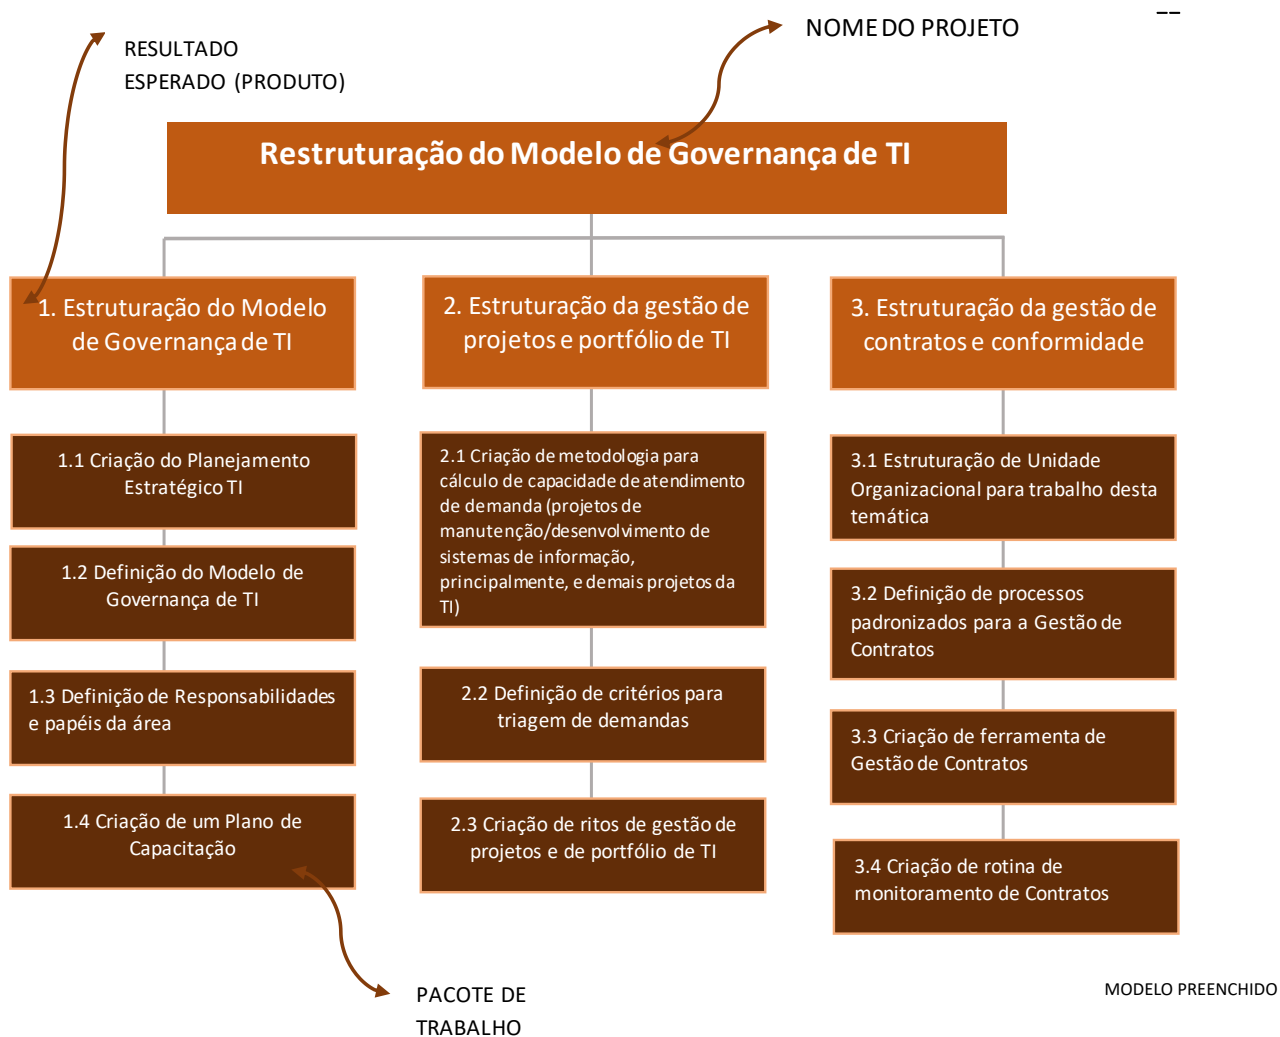 __
NOME DO PROJETO
RESULTADO
ESPERADO (PRODUTO)
Restruturação do Modelo de Governança de TI
1. Estruturação do Modelo
de Governança de TI
1.1 Criação do Planejamento
Estratégico TI
1.2 Definição do Modelo de
Governança de TI
1.3 Definição de Responsabilidades
e papéis da área
1.4 Criação de um Plano de
Capacitação
2. Estruturação da gestão de
projetos e portfólio de TI
2.1 Criação de metodologia para
cálculo de capacidade de atendimento
de demanda (projetos de
manutenção/desenvolvimento de
sistemas de informação,
principalmente, e demais projetos da
TI)
2.2 Definição de critérios para
triagem de demandas
2.3 Criação de ritos de gestão de
projetos e de portfólio de TI
3. Estruturação da gestão de
contratos e conformidade
3.1 Estruturação de Unidade
Organizacional para trabalho desta
temática
3.2 Definição de processos
padronizados para a Gestão de
Contratos
3.3 Criação de ferramenta de
Gestão de Contratos
3.4 Criação de rotina de
monitoramento de Contratos
PACOTE DE
TRABALHO
MODELO PREENCHIDO